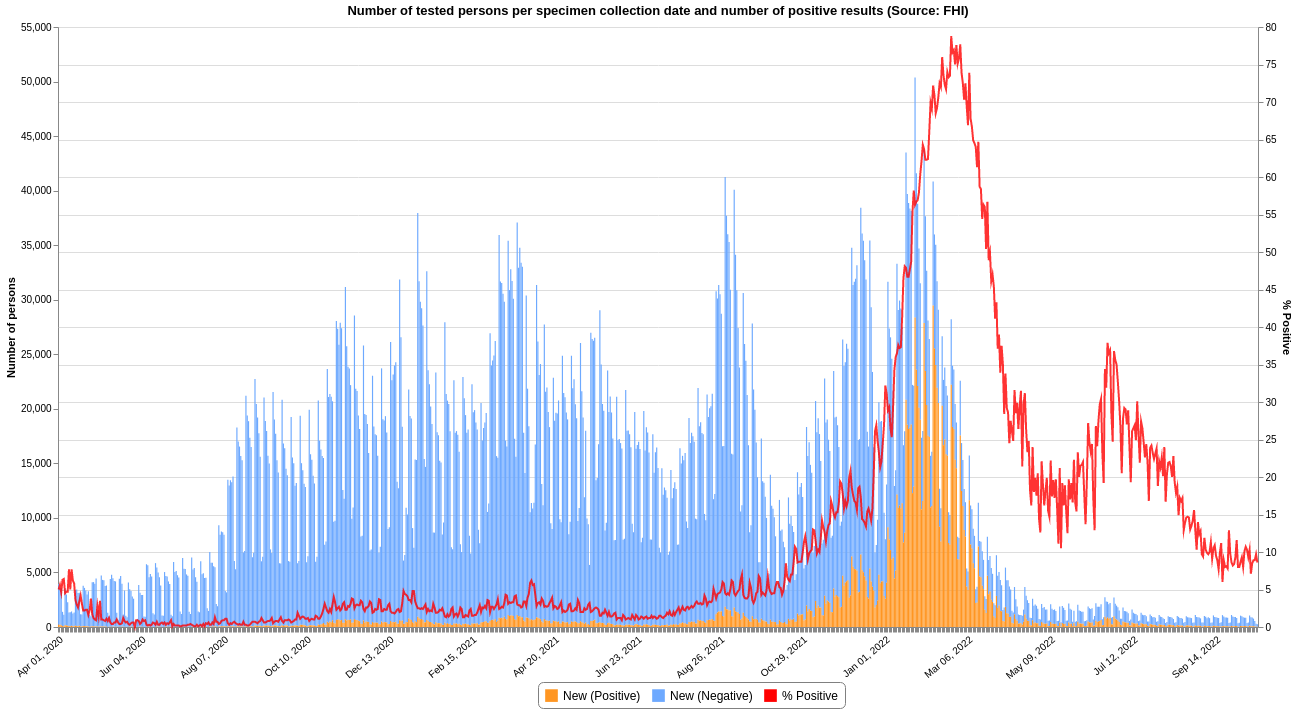 Number of tested persons per specimen collection date and number of positive results (Source: FHI)
55,000
50,000
45,000
40,000
35,000
30,000
25,000
20,000
15,000
10,000
5,000
0
Number of persons
80
75
70
65
60
55
50
45
40
35
30
25
20
15
10
5
0
% Positive
Apr 01, 2020
Jun 04, 2020
Aug 07, 2020
Oct 10, 2020
Dec 13, 2020
Feb 15, 2021
Apr 20, 2021
Jun 23, 2021
Aug 26, 2021
Oct 29, 2021
Jan 01, 2022
Mar 06, 2022
May 09, 2022
Jul 12, 2022
Sep 14, 2022
New (Positive) New (Negative) % Positive